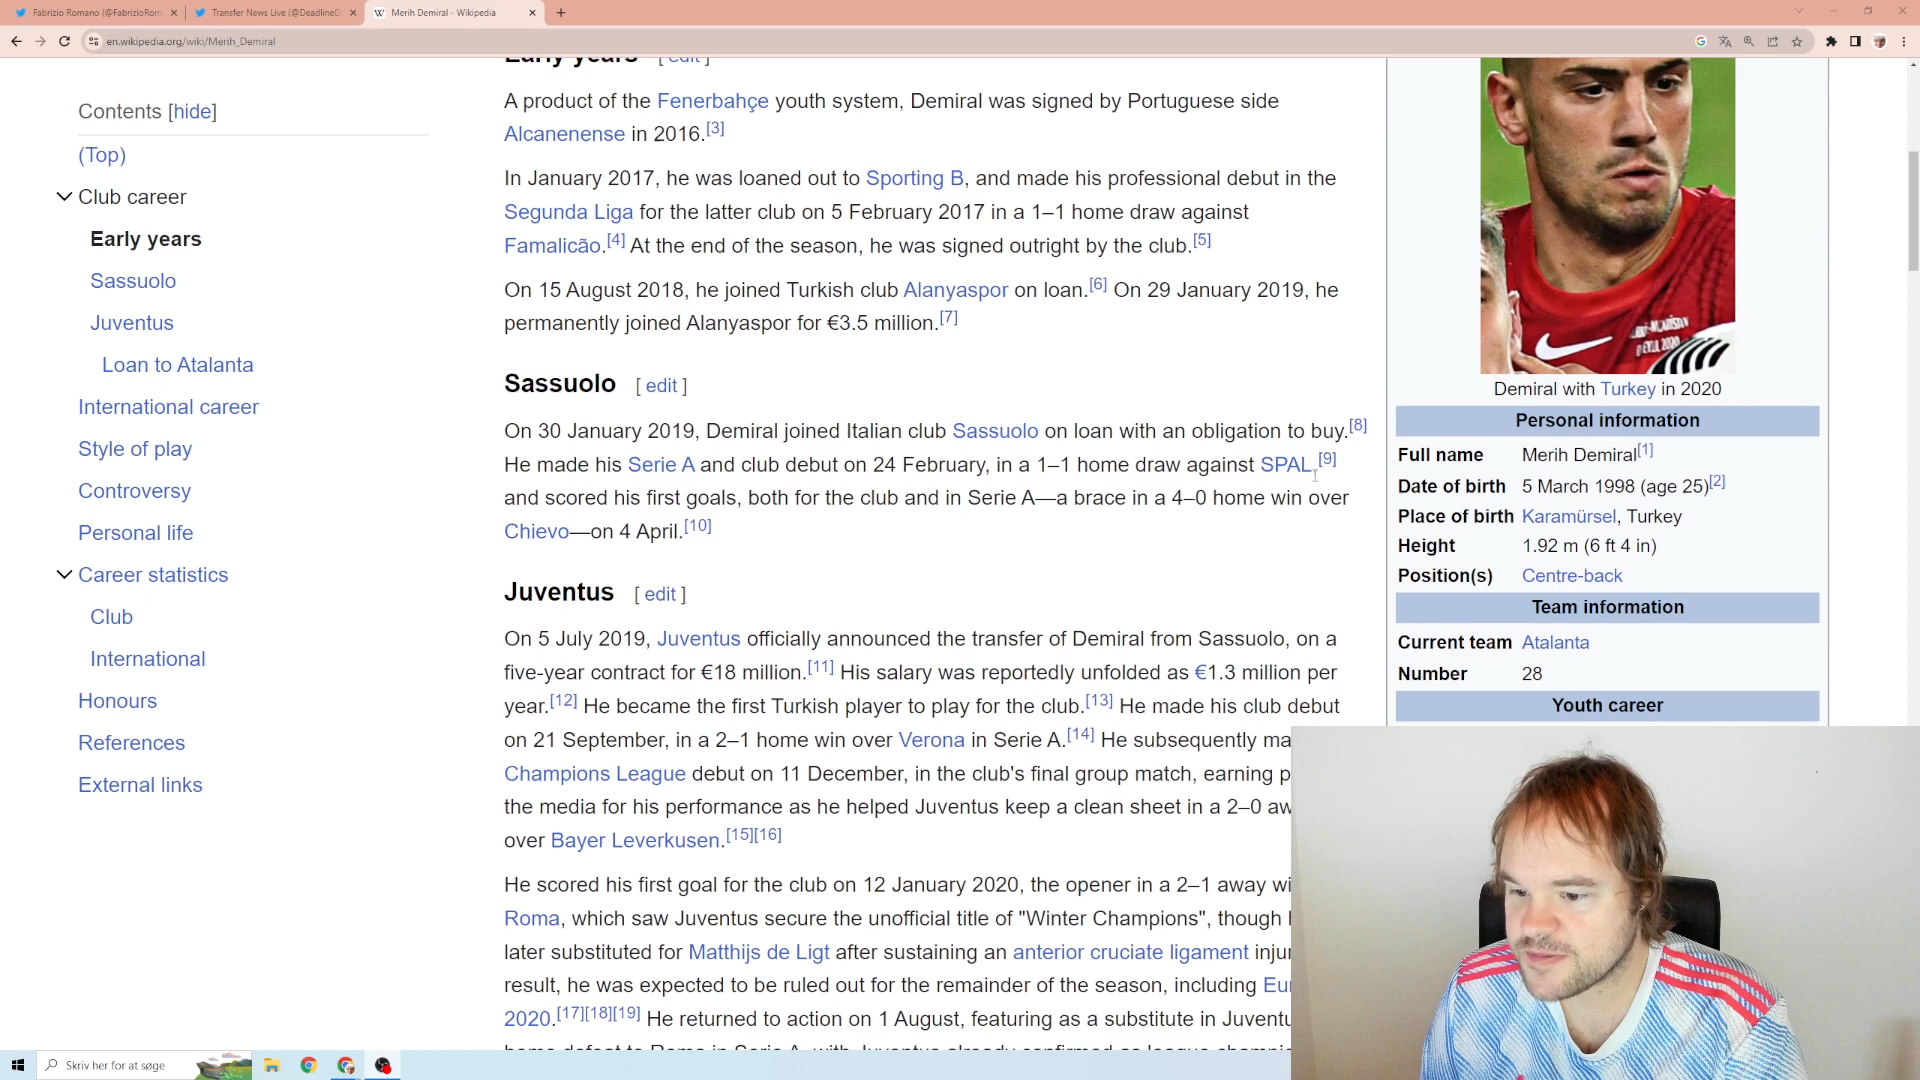 Fabrizio Romano (@FabrizioRom
Transfer News Live (@DeadlineD
Merih Demiral - Wikipedia
en.wikipedia.org/wiki/Merih_Demiral
Contents [hide]
(Top)
Club career
Early years
Sassuolo
Juventus
Loan to Atalanta
International career
Style of play
Controversy
Personal life
Career statistics
Club
International
Honours
References
External links
Early years [ edit ]
A product of the Fenerbahçe youth system, Demiral was signed by Portuguese side
Alcanenense in 2016.[3]
In January 2017, he was loaned out to Sporting B, and made his professional debut in the
Segunda Liga for the latter club on 5 February 2017 in a 1–1 home draw against
Famalicão.[4] At the end of the season, he was signed outright by the club.[5]
On 15 August 2018, he joined Turkish club Alanyaspor on loan.[6] On 29 January 2019, he
permanently joined Alanyaspor for €3.5 million.[7]
Sassuolo [ edit ]
On 30 January 2019, Demiral joined Italian club Sassuolo on loan with an obligation to buy.[8]
He made his Serie A and club debut on 24 February, in a 1–1 home draw against SPAL,[9]
and scored his first goals, both for the club and in Serie A—a brace in a 4–0 home win over
Chievo—on 4 April.[10]
Juventus [ edit ]
On 5 July 2019, Juventus officially announced the transfer of Demiral from Sassuolo, on a
five-year contract for €18 million.[11] His salary was reportedly unfolded as €1.3 million per
year.[12] He became the first Turkish player to play for the club.[13] He made his club debut
on 21 September, in a 2–1 home win over Verona in Serie A.[14] He subsequently ma
Champions League debut on 11 December, in the club's final group match, earning p
the media for his performance as he helped Juventus keep a clean sheet in a 2–0 aw
over Bayer Leverkusen.[15][16]
He scored his first goal for the club on 12 January 2020, the opener in a 2–1 away wi
Roma, which saw Juventus secure the unofficial title of "Winter Champions", though
later substituted for Matthijs de Ligt after sustaining an anterior cruciate ligament inju
result, he was expected to be ruled out for the remainder of the season, including Eu
2020.[17][18][19] He returned to action on 1 August, featuring as a substitute in Juventu
home defeat to Roma in Serie A, with Juventus already confirmed as league champi
Demiral with Turkey in 2020
Personal information
Full name Merih Demiral[1]
Date of birth 5 March 1998 (age 25)[2]
Place of birth Karamürsel, Turkey
Height 1.92 m (6 ft 4 in)
Position(s) Centre-back
Team information
Current team Atalanta
Number 28
Youth career
Skriv her for at søge